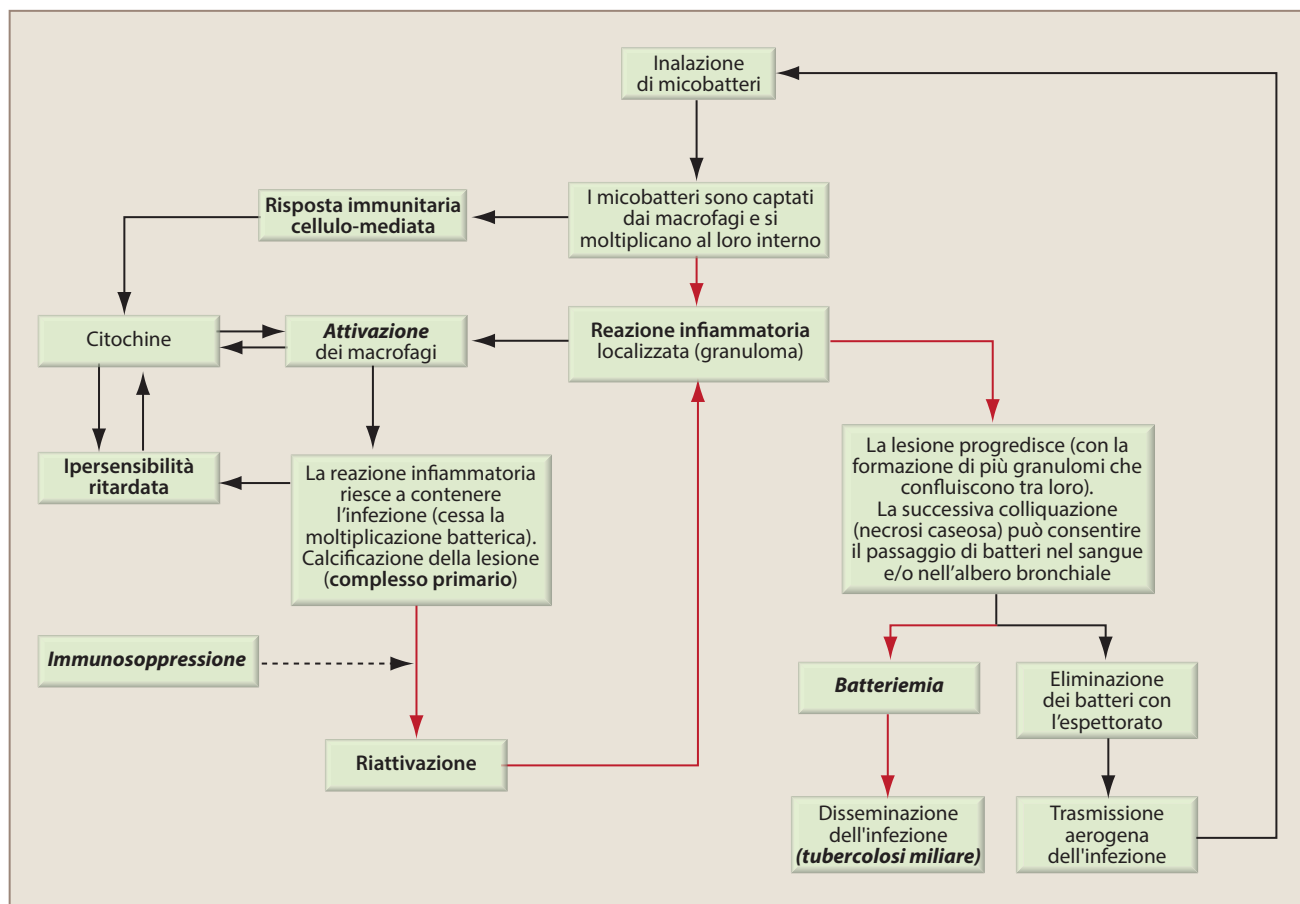 Inalazione
di micobatteri
I micobatteri sono captati
dai macrofagi e si
moltiplicano al loro interno
Risposta immunitaria
cellulo-mediata
Citochine
Attivazione
dei macrofagi
Reazione infiammatoria
localizzata (granuloma)
Ipersensibilità
ritardata
La reazione infiammatoria
riesce a contenere
l'infezione (cessa la
moltiplicazione batterica).
Calcificazione della lesione
(complesso primario)
La lesione progredisce (con la
formazione di più granulomi che
confluiscono tra loro).
La successiva colliquazione
(necrosi caseosa) può consentire
il passaggio di batteri nel sangue
e/o nell'albero bronchiale
Immunosoppressione
Riattivazione
Batteriemia
Eliminazione
dei batteri con
l'espettorato
Disseminazione
dell'infezione
(tubercolosi miliare)
Trasmissione
aerogena
dell'infezione